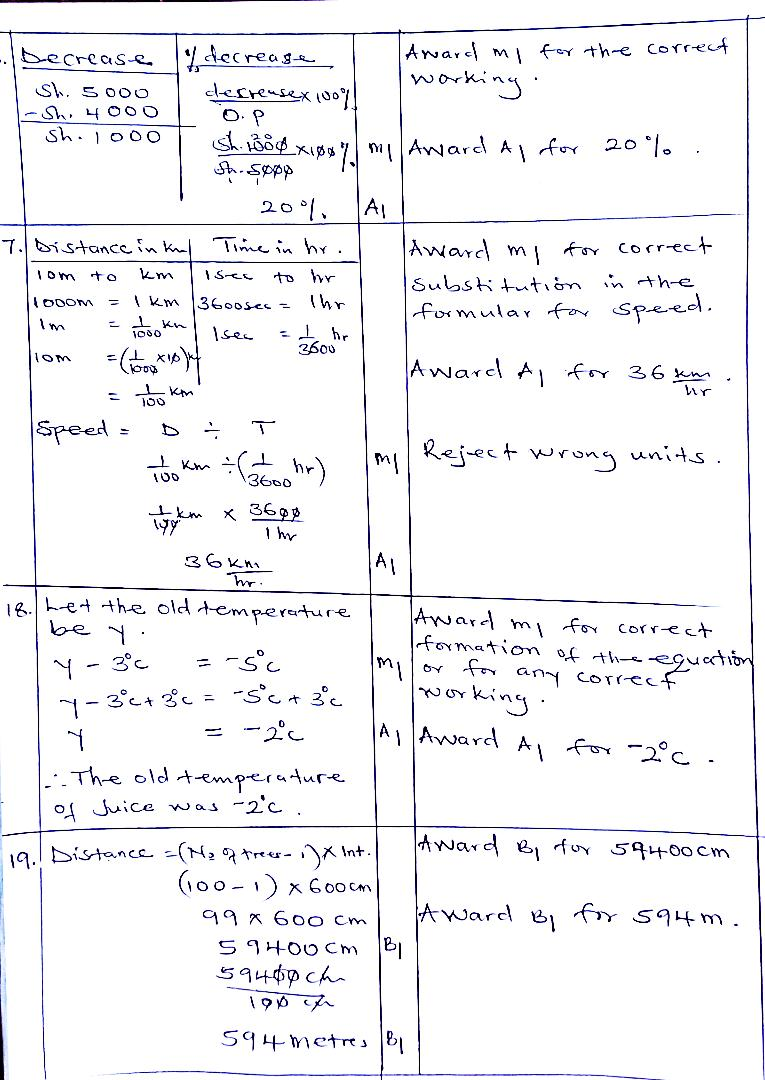 Decrease | % decrease
Sh. 5000
- Sh. 4000
Sh. 1000
decrease x 100%
O.P
Sh. 1000 x 100%
Sh. 5000
20%
M1
A1
Award M1 for the correct
working.
Award A1 for 20%.
7. Distance in km | Time in hr.
10m to km | 1sec to hr
1000m = 1 km | 3600sec = 1hr
1m = 1/1000 km | 1sec = 1/3600 hr
10m = (1/1000 x 10) k
= 1/100 km
Speed = D ÷ T
1/100 km ÷ (1/3600 hr)
1/100 km x 3600/1 hr
36 km/hr.
M1
A1
Award M1 for correct
substitution in the
formular for speed.
Award A1 for 36 km/hr.
Reject wrong units.
18. Let the old temperature
be y.
y - 3°c = -5°c
y - 3°c + 3°c = -5°c + 3°c
y = -2°c
∴ The old temperature
of Juice was -2°c.
M1
A1
Award M1 for correct
formation of the equation
or for any correct
working.
Award A1 for -2°c.
19. Distance = (No of trees - 1) x Int.
(100 - 1) x 600cm
99 x 600 cm
59400 cm
59400 cm
100 cm
594 metres
B1
B1
Award B1 for 59400cm
Award B1 for 594m.